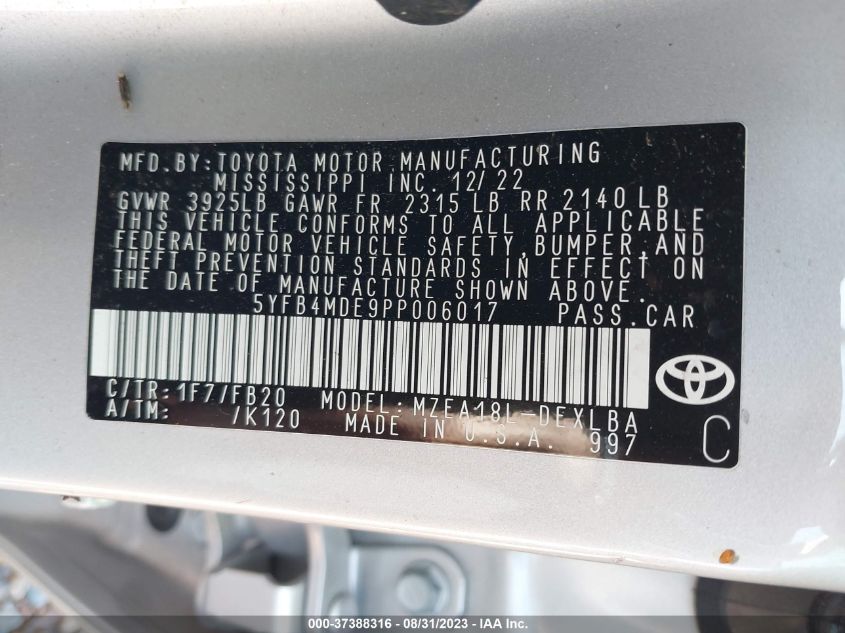 MFD. BY: TOYOTA MOTOR MANUFACTURING
MISSISSIPPI INC. 12/22
GVWR 3925LB GAWR FR 2315 LB RR 2140 LB
THIS VEHICLE CONFORMS TO ALL APPLICABLE
FEDERAL MOTOR VEHICLE SAFETY, BUMPER, AND
THEFT PREVENTION STANDARDS IN EFFECT ON
THE DATE OF MANUFACTURE SHOWN ABOVE.
5YFB4MDE9PP006017 PASS. CAR
C/TR: 1F7/FB20 MODEL: MZEA18L-DEXLBA
A/TM: /K120 MADE IN U.S.A. 997
C
000-37388316 - 08/31/2023 - IAA Inc.